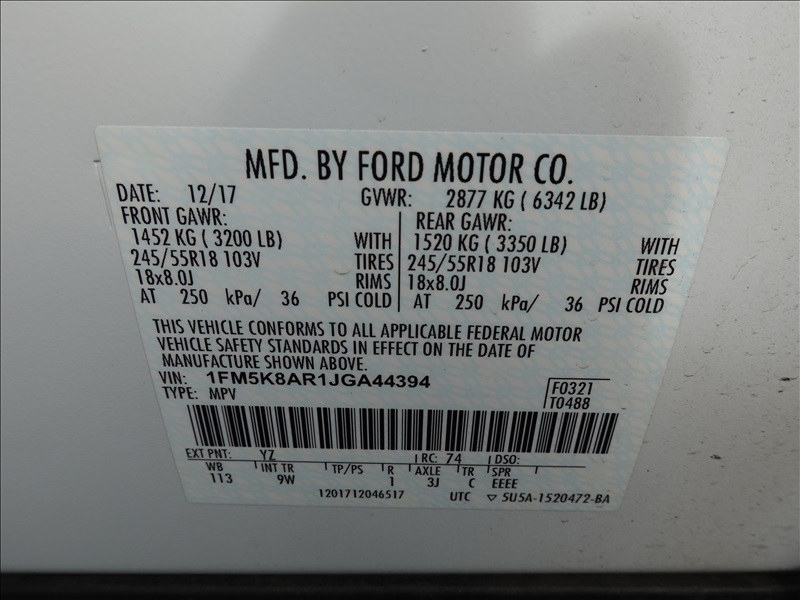 MFD. BY FORD MOTOR CO.
DATE: 12/17 GVWR: 2877 KG ( 6342 LB)
FRONT GAWR: REAR GAWR:
1452 KG ( 3200 LB) WITH 1520 KG ( 3350 LB) WITH
245/55R18 103V TIRES 245/55R18 103V TIRES
18x8.0J RIMS 18x8.0J RIMS
AT 250 kPa/ 36 PSI COLD AT 250 kPa/ 36 PSI COLD
THIS VEHICLE CONFORMS TO ALL APPLICABLE FEDERAL MOTOR
VEHICLE SAFETY STANDARDS IN EFFECT ON THE DATE OF
MANUFACTURE SHOWN ABOVE.
VIN: 1FM5K8AR1JGA44394 F0321
TYPE: MPV T0488
EXT PNT: YZ RC: 74 DSO:
WB INT TR TP/PS R AXLE TR SPR
113 9W 1 3J C EEEE
1201712046517 UTC ▽ 5U5A-1520472-BA